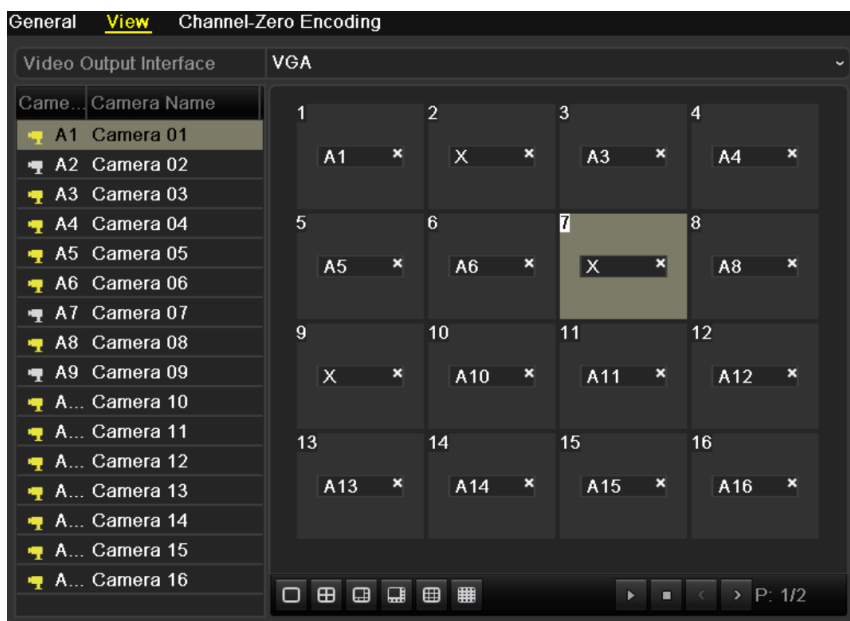 General View Channel-Zero Encoding
Video Output Interface VGA
Came... Camera Name
A1 Camera 01
A2 Camera 02
A3 Camera 03
A4 Camera 04
A5 Camera 05
A6 Camera 06
A7 Camera 07
A8 Camera 08
A9 Camera 09
A... Camera 10
A... Camera 11
A... Camera 12
A... Camera 13
A... Camera 14
A... Camera 15
A... Camera 16
1 2 3 4
A1 X A3 A4
5 6 7 8
A5 A6 X A8
9 10 11 12
X A10 A11 A12
13 14 15 16
A13 A14 A15 A16
P: 1/2